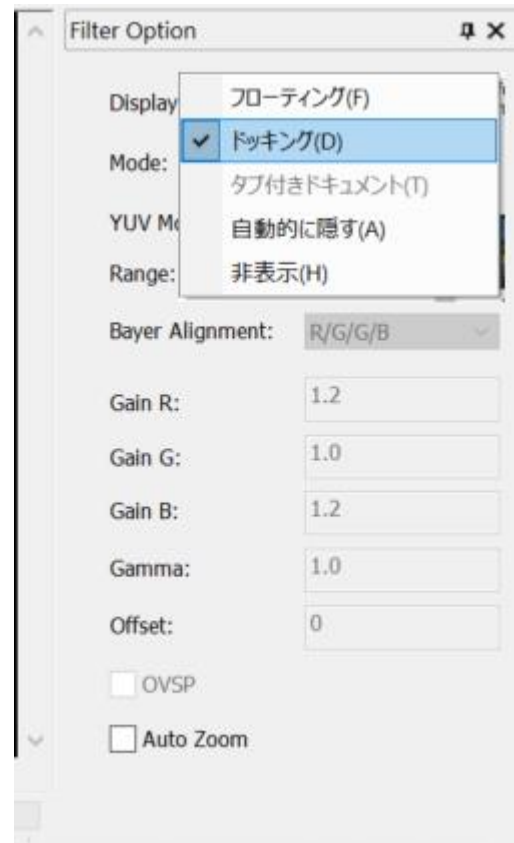 Filter Option
Display
フローティング(F)
ドッキング(D)
Mode:
タブ付きドキュメント(T)
YUV Mo
自動的に隠す(A)
Range:
非表示(H)
Bayer Alignment:
R/G/G/B
Gain R:
1.2
Gain G:
1.0
Gain B:
1.2
Gamma:
1.0
Offset:
0
OVSP
Auto Zoom